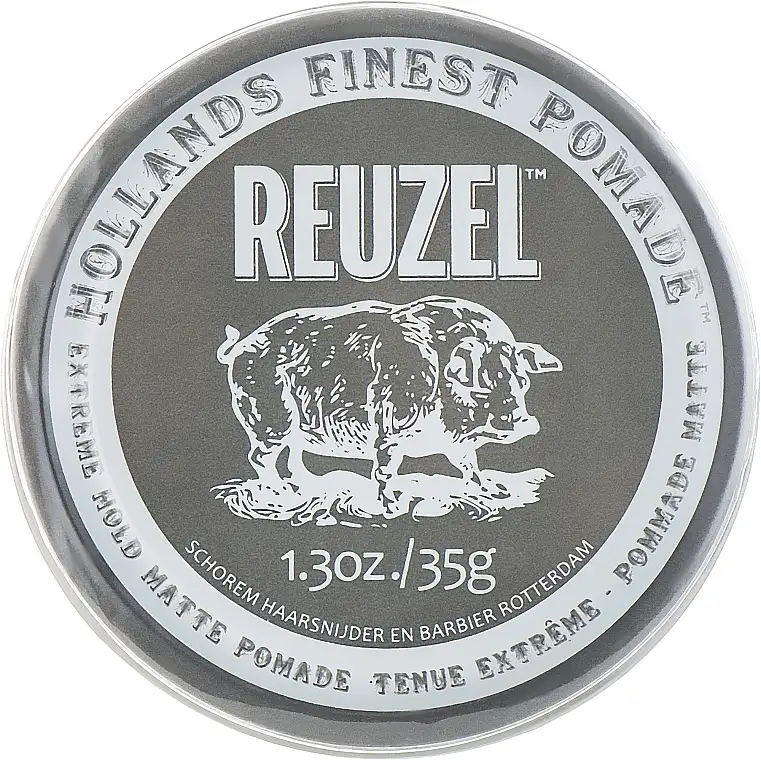 HOLLANDS FINEST POMADE™
REUZEL™
1.3oz./35g
SCHOREM HAARSNIJDER EN BARBIER ROTTERDAM
EXTREME HOLD MATTE POMADE TENUE EXTRÊME - POMMADE MATTE